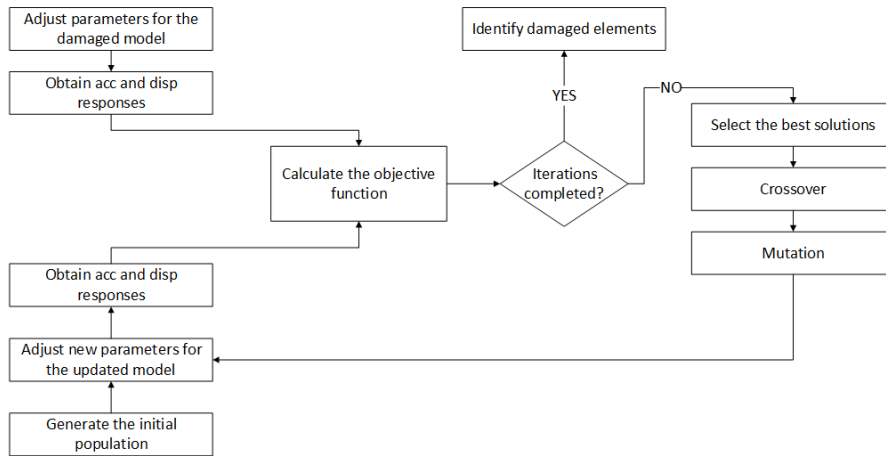 Adjust parameters for the
damaged model
Obtain acc and disp
responses
Identify damaged elements
YES
NO
Select the best solutions
Calculate the objective
function
Iterations
completed?
Crossover
Mutation
Obtain acc and disp
responses
Adjust new parameters for
the updated model
Generate the initial
population